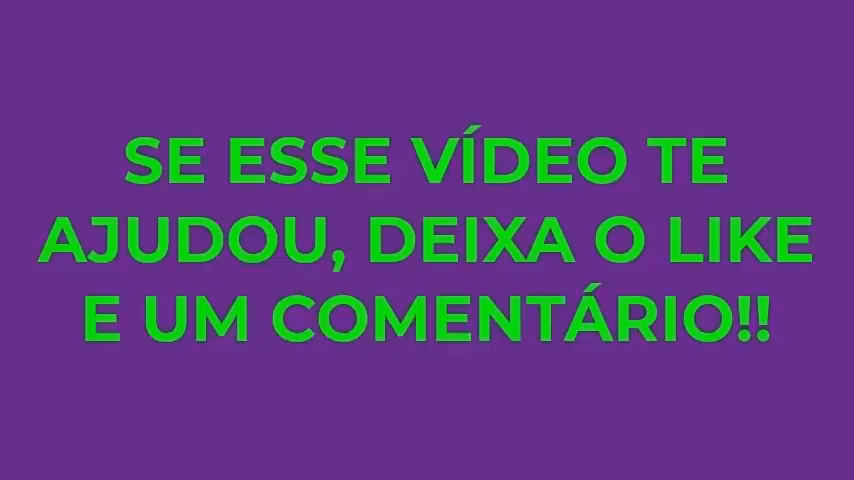 SE ESSE VÍDEO TE
AJUDOU, DEIXA O LIKE
E UM COMENTÁRIO!!